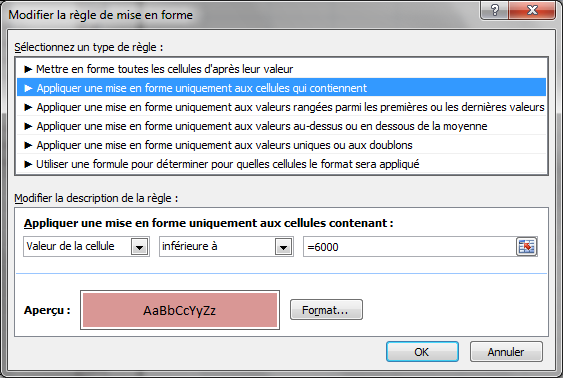 Modifier la règle de mise en forme
Sélectionnez un type de règle :
► Mettre en forme toutes les cellules d'après leur valeur
► Appliquer une mise en forme uniquement aux cellules qui contiennent
► Appliquer une mise en forme uniquement aux valeurs rangées parmi les premières ou les dernières valeurs
► Appliquer une mise en forme uniquement aux valeurs au-dessus ou en dessous de la moyenne
► Appliquer une mise en forme uniquement aux valeurs uniques ou aux doublons
► Utiliser une formule pour déterminer pour quelles cellules le format sera appliqué
Modifier la description de la règle :
Appliquer une mise en forme uniquement aux cellules contenant :
Valeur de la cellule inférieure à =6000
Aperçu : AaBbCcYyZz Format...
OK Annuler